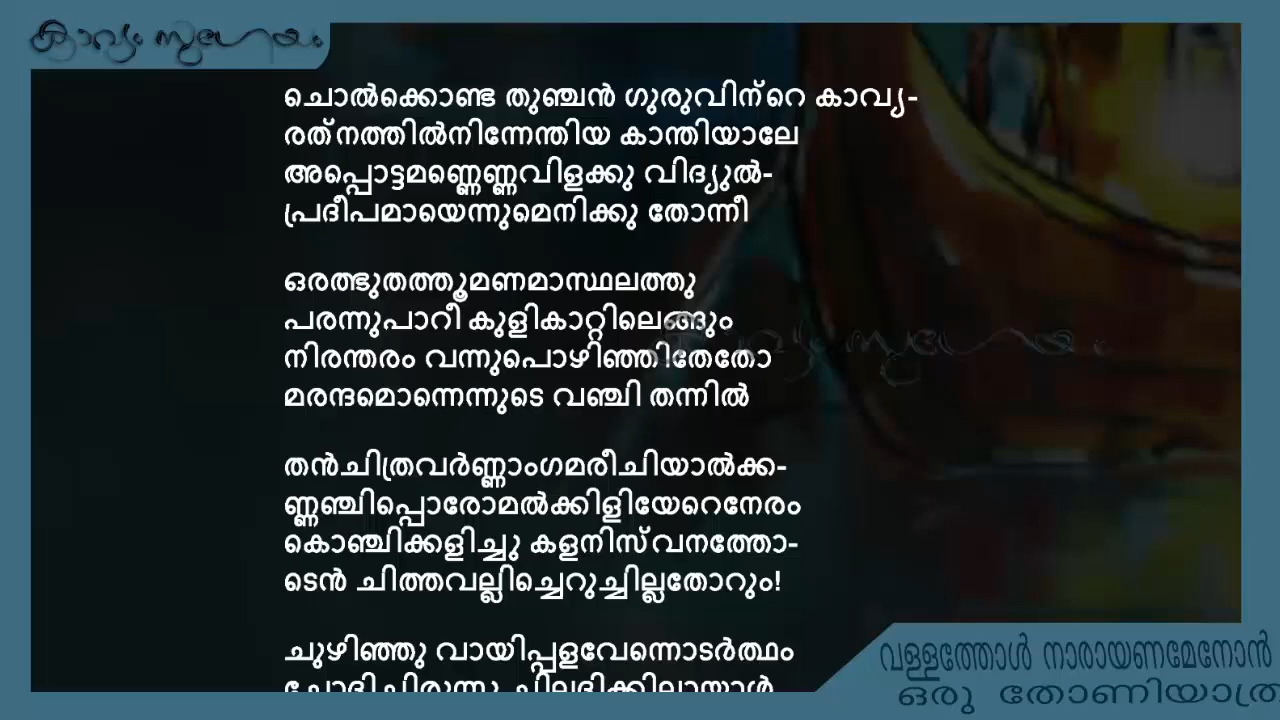 കാവ്യം സുഗേയം
ചൊൽക്കൊണ്ട തുഞ്ചൻ ഗുരുവിന്റെ കാവ്യ-
രത്‌നത്തിൽനിന്നേന്തിയ കാന്തിയാലേ
അപ്പൊട്ടമണ്ണെണ്ണവിളക്കു വിദ്യുൽ-
പ്രദീപമായെന്നുമെനിക്കു തോന്നീ
ഒരത്ഭുതത്തൂമണമാസ്ഥലത്തു
പരന്നുപാറീ കുളികാറ്റിലെങ്ങും
നിരന്തരം വന്നുപൊഴിഞ്ഞിതേതോ
മരന്ദമൊന്നെന്നുടെ വഞ്ചി തന്നിൽ
കാവ്യം സുഗേയം
തൻചിത്രവർണ്ണാംഗമരീചിയാൽക്ക-
ണ്ണഞ്ചിപ്പൊരോമൽക്കിളിയേറെനേരം
കൊഞ്ചിക്കളിച്ചു കളനിസ്വനത്തോ-
ടെൻ ചിത്തവല്ലിച്ചെറുച്ചില്ലതോറും!
ചുഴിഞ്ഞു വായിപ്പളവേന്നൊടർത്ഥം
ചോദിച്ചിരുന്നു ചിലദിക്കിലായാൾ
വള്ളത്തോൾ നാരായണമേനോൻ
ഒരു തോണിയാത്ര